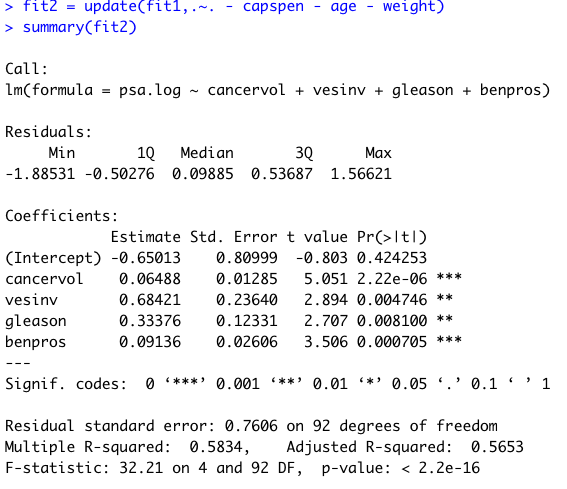 > fit2 = update(fit1,.~. - capspen - age - weight)
> summary(fit2)
Call:
lm(formula = psa.log ~ cancervol + vesinv + gleason + benpros)
Residuals:
     Min       1Q   Median       3Q      Max
-1.88531 -0.50276  0.09885  0.53687  1.56621
Coefficients:
            Estimate Std. Error t value Pr(>|t|)
(Intercept) -0.65013    0.80999  -0.803 0.424253
cancervol    0.06488    0.01285   5.051 2.22e-06 ***
vesinv       0.68421    0.23640   2.894 0.004746 **
gleason      0.33376    0.12331   2.707 0.008100 **
benpros      0.09136    0.02606   3.506 0.000705 ***
---
Signif. codes:  0 ‘***’ 0.001 ‘**’ 0.01 ‘*’ 0.05 ‘.’ 0.1 ‘ ’ 1
Residual standard error: 0.7606 on 92 degrees of freedom
Multiple R-squared:  0.5834,    Adjusted R-squared:  0.5653
F-statistic: 32.21 on 4 and 92 DF,  p-value: < 2.2e-16